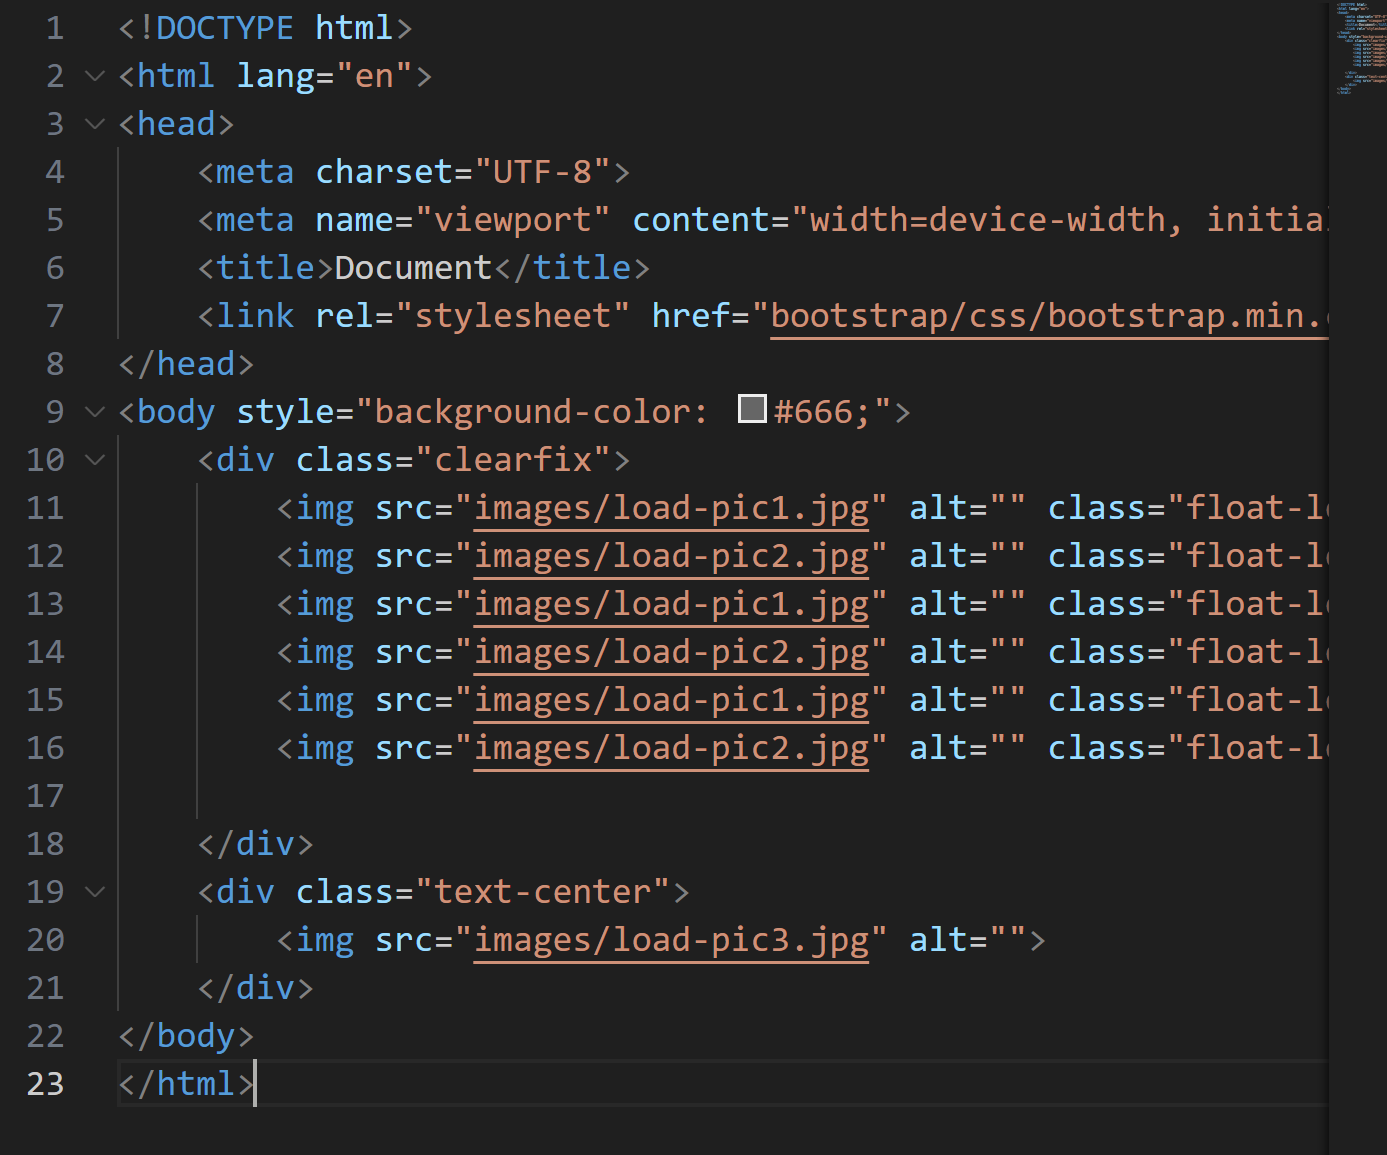 1 <!DOCTYPE html>
2 <html lang="en">
3 <head>
4 <meta charset="UTF-8">
5 <meta name="viewport" content="width=device-width, initia
6 <title>Document</title>
7 <link rel="stylesheet" href="bootstrap/css/bootstrap.min.
8 </head>
9 <body style="background-color: #666;">
10 <div class="clearfix">
11 <img src="images/load-pic1.jpg" alt="" class="float-l
12 <img src="images/load-pic2.jpg" alt="" class="float-l
13 <img src="images/load-pic1.jpg" alt="" class="float-l
14 <img src="images/load-pic2.jpg" alt="" class="float-l
15 <img src="images/load-pic1.jpg" alt="" class="float-l
16 <img src="images/load-pic2.jpg" alt="" class="float-l
17
18 </div>
19 <div class="text-center">
20 <img src="images/load-pic3.jpg" alt="">
21 </div>
22 </body>
23 </html>